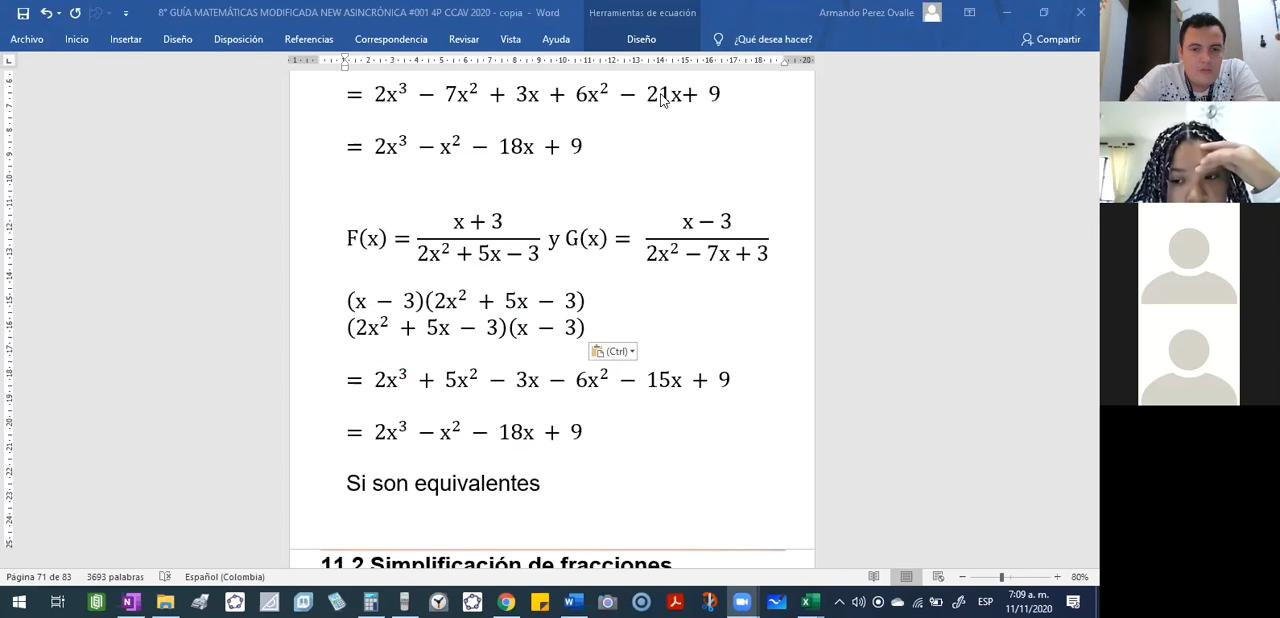 8° GUÍA MATEMÁTICAS MODIFICADA NEW ASINCRÓNICA #001 4P CCAV 2020 - copia - Word
Herramientas de ecuación
Armando Perez Ovalle
Archivo Inicio Insertar Diseño Disposición Referencias Correspondencia Revisar Vista Ayuda Diseño ¿Qué desea hacer? Compartir
= 2x³ − 7x² + 3x + 6x² − 21x+ 9
= 2x³ − x² − 18x + 9
F(x) = (x + 3)/(2x² + 5x − 3) y G(x) = (x − 3)/(2x² − 7x + 3)
(x − 3)(2x² + 5x − 3)
(2x² + 5x − 3)(x − 3)
(Ctrl)
= 2x³ + 5x² − 3x − 6x² − 15x + 9
= 2x³ − x² − 18x + 9
Si son equivalentes
11.2 Simplificación de fracciones
Página 71 de 83 3693 palabras Español (Colombia) 80%
ESP
7:09 a. m.
11/11/2020